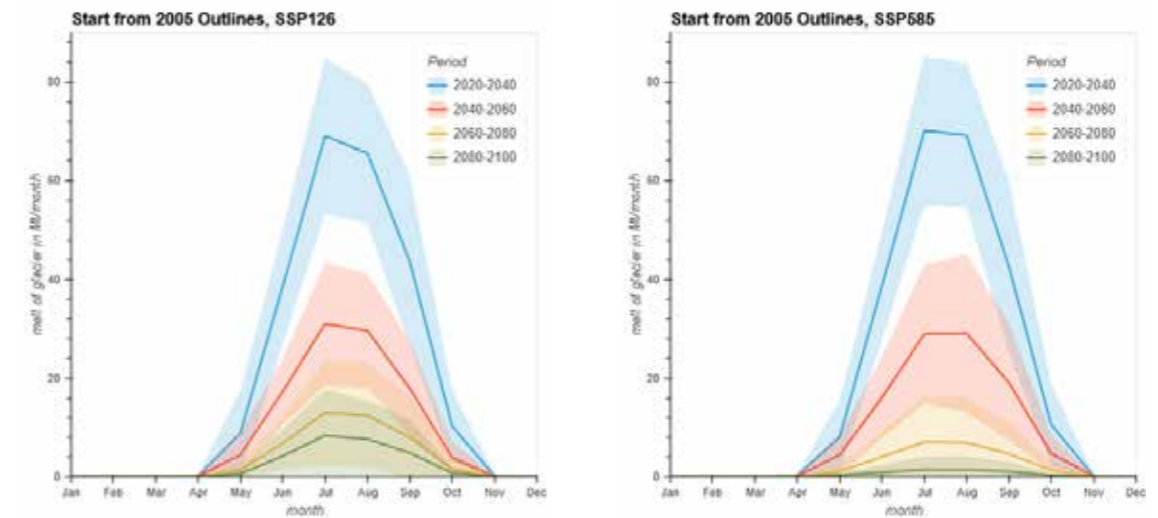 Start from 2005 Outlines, SSP126
Period
2020-2040
2040-2060
2060-2080
2080-2100
melt of glacier in Mt/month
80
60
40
20
0
Jan Feb Mar Apr May Jun Jul Aug Sep Oct Nov Dec
month
Start from 2005 Outlines, SSP585
Period
2020-2040
2040-2060
2060-2080
2080-2100
melt of glacier in Mt/month
80
60
40
20
0
Jan Feb Mar Apr May Jun Jul Aug Sep Oct Nov Dec
month